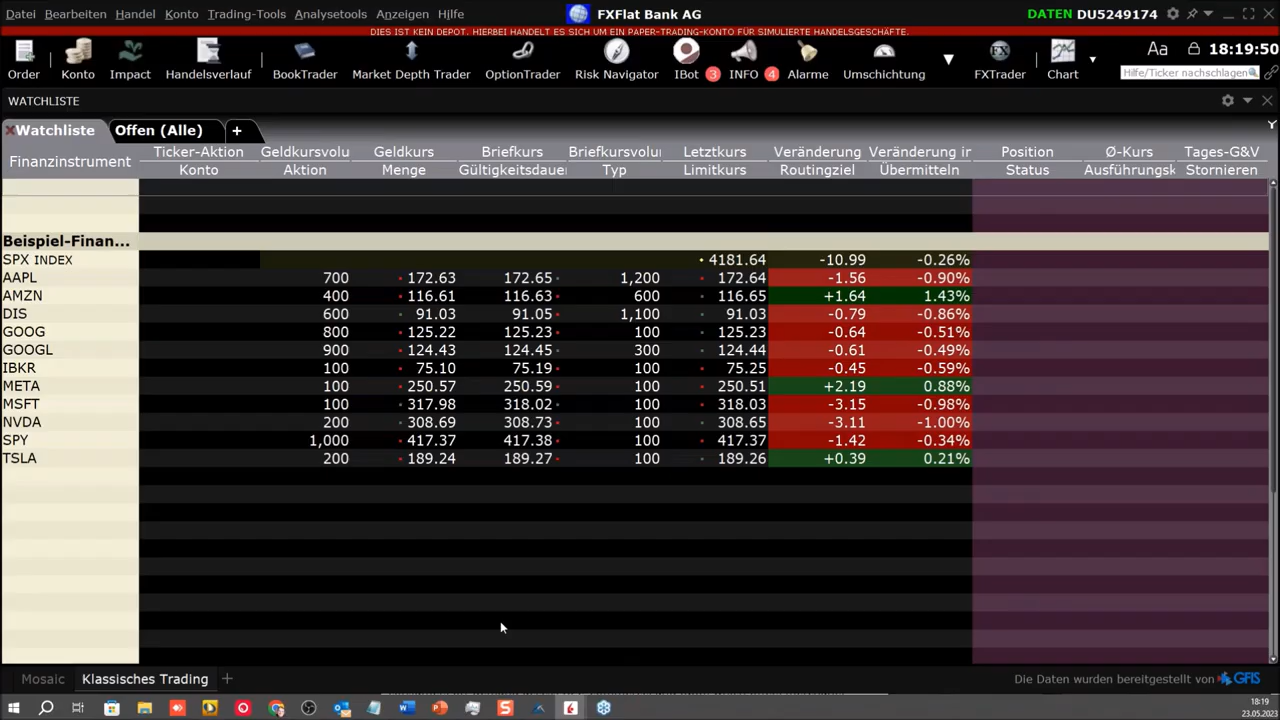 Datei Bearbeiten Handel Konto Trading-Tools Analysetools Anzeigen Hilfe FXFlat Bank AG DATEN DU5249174
DIES IST KEIN DEPOT. HIERBEI HANDELT ES SICH UM EIN PAPER-TRADING-KONTO FÜR SIMULIERTE HANDELSGESCHÄFTE.
Order Konto Impact Handelsverlauf BookTrader Market Depth Trader OptionTrader Risk Navigator IBot 3 INFO 4 Alarme Umschichtung FX FXTrader Chart Aa 18:19:50
Hilfe/Ticker nachschlagen
WATCHLISTE
Watchliste Offen (Alle) +
Finanzinstrument
Ticker-Aktion Geldkursvolu Geldkurs Briefkurs Briefkursvolu Letztkurs Veränderung Veränderung in Position Ø-Kurs Tages-G&V
Konto Aktion Menge Gültigkeitsdaue Typ Limitkurs Routingziel Übermitteln Status Ausführungsk Stornieren
Beispiel-Finan...
SPX INDEX 4181.64 -10.99 -0.26%
AAPL 700 172.63 172.65 1,200 172.64 -1.56 -0.90%
AMZN 400 116.61 116.63 600 116.65 +1.64 1.43%
DIS 600 91.03 91.05 1,100 91.03 -0.79 -0.86%
GOOG 800 125.22 125.23 100 125.23 -0.64 -0.51%
GOOGL 900 124.43 124.45 300 124.44 -0.61 -0.49%
IBKR 100 75.10 75.19 100 75.25 -0.45 -0.59%
META 100 250.57 250.59 100 250.51 +2.19 0.88%
MSFT 100 317.98 318.02 100 318.03 -3.15 -0.98%
NVDA 200 308.69 308.73 100 308.65 -3.11 -1.00%
SPY 1,000 417.37 417.38 100 417.37 -1.42 -0.34%
TSLA 200 189.24 189.27 100 189.26 +0.39 0.21%
Mosaic Klassisches Trading + Die Daten wurden bereitgestellt von GFIS
18:19
23.05.2023